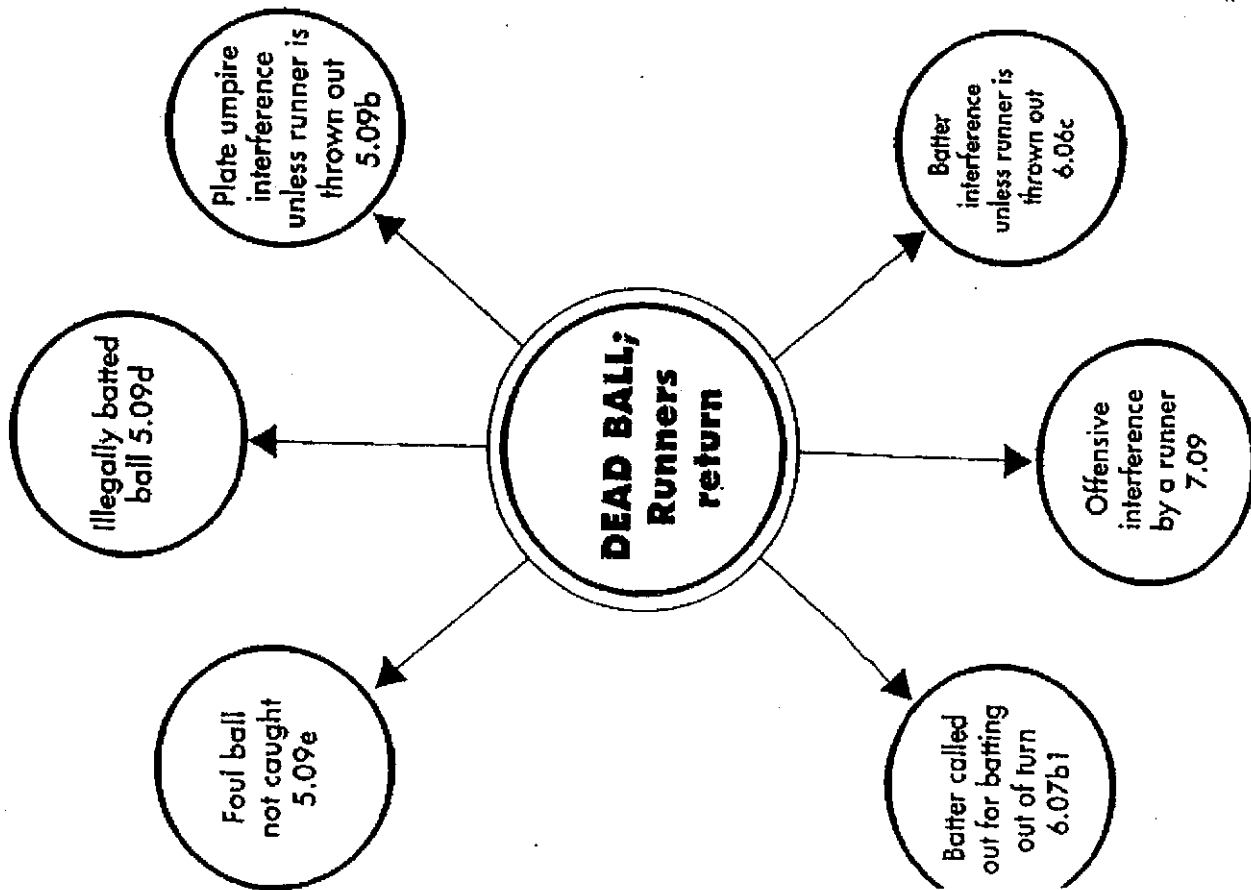 Foul ball
not caught
5.09e
Illegally batted
ball 5.09d
Plate umpire
interference
unless runner is
thrown out
5.09b
DEAD BALL;
Runners
return
Batter called
out for batting
out of turn
6.07b1
Offensive
interference
by a runner
7.09
Batter
interference
unless runner is
thrown out
6.06c